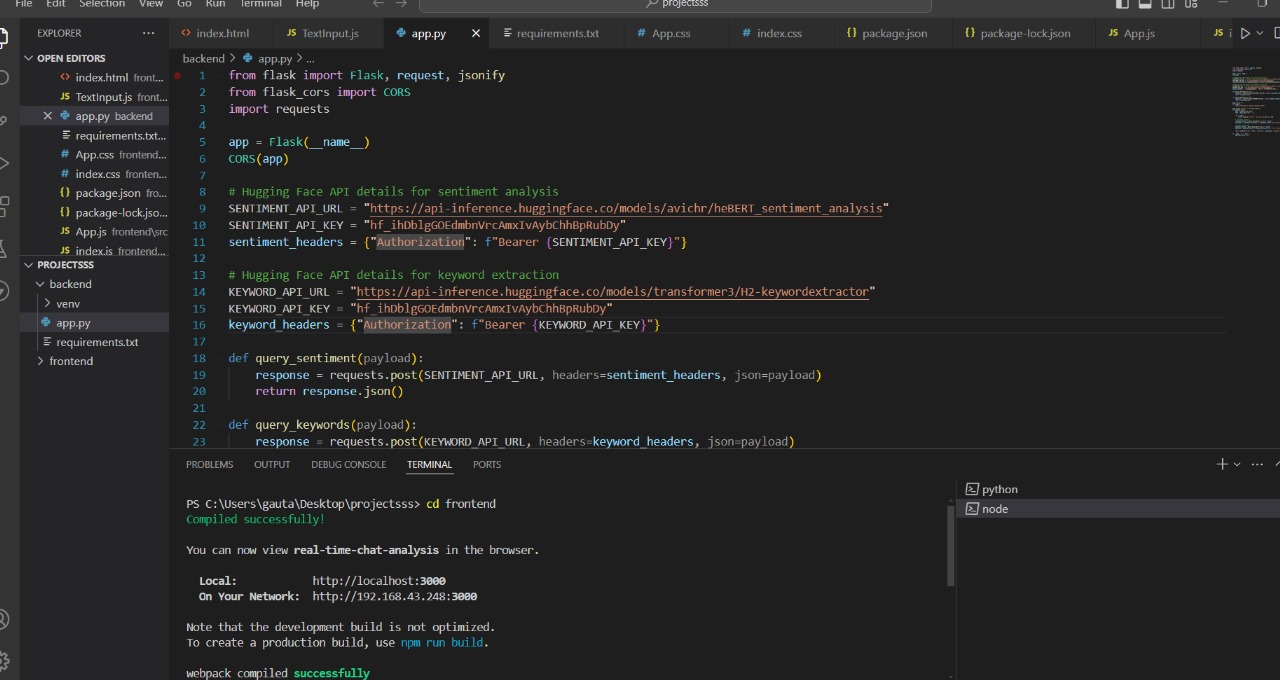 File Edit Selection View Go Run Terminal Help
projectsss
EXPLORER
index.html
JS TextInput.js
app.py
requirements.txt
# App.css
# index.css
{} package.json
{} package-lock.json
JS App.js
JS
OPEN EDITORS
index.html front...
JS TextInput.js front...
app.py backend
requirements.txt...
# App.css frontend...
# index.css fronten...
{} package.json fro...
{} package-lock.jso...
JS App.js frontend\src
JS index.js frontend...
PROJECTSSS
backend
venv
app.py
requirements.txt
frontend
backend > app.py > ...
1 from flask import Flask, request, jsonify
2 from flask_cors import CORS
3 import requests
4
5 app = Flask(__name__)
6 CORS(app)
7
8 # Hugging Face API details for sentiment analysis
9 SENTIMENT_API_URL = "https://api-inference.huggingface.co/models/avichr/heBERT_sentiment_analysis"
10 SENTIMENT_API_KEY = "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"
11 sentiment_headers = {"Authorization": f"Bearer {SENTIMENT_API_KEY}"}
12
13 # Hugging Face API details for keyword extraction
14 KEYWORD_API_URL = "https://api-inference.huggingface.co/models/transformer3/H2-keywordextractor"
15 KEYWORD_API_KEY = "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"
16 keyword_headers = {"Authorization": f"Bearer {KEYWORD_API_KEY}"}
17
18 def query_sentiment(payload):
19 response = requests.post(SENTIMENT_API_URL, headers=sentiment_headers, json=payload)
20 return response.json()
21
22 def query_keywords(payload):
23 response = requests.post(KEYWORD_API_URL, headers=keyword_headers, json=payload)
PROBLEMS OUTPUT DEBUG CONSOLE TERMINAL PORTS
PS C:\Users\gauta\Desktop\projectsss> cd frontend
Compiled successfully!
You can now view real-time-chat-analysis in the browser.
Local: http://localhost:3000
On Your Network: http://192.168.43.248:3000
Note that the development build is not optimized.
To create a production build, use npm run build.
webpack compiled successfully
python
node